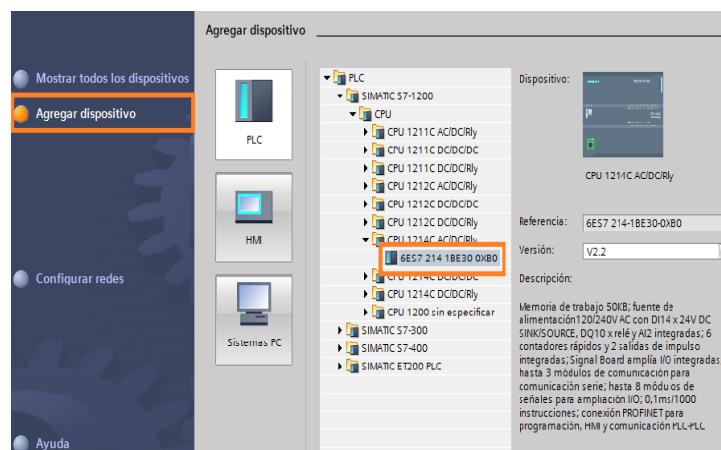 Agregar dispositivo
Mostrar todos los dispositivos
Agregar dispositivo
Configurar redes
Ayuda
PLC
HMI
Sistemas PC
PLC
SIMATIC S7-1200
CPU
CPU 1211C AC/DC/Rly
CPU 1211C DC/DC/DC
CPU 1211C DC/DC/Rly
CPU 1212C AC/DC/Rly
CPU 1212C DC/DC/DC
CPU 1212C DC/DC/Rly
CPU 1214C AC/DC/Rly
6ES7 214 1BE30 0XB0
CPU 1214C DC/DC/DC
CPU 1214C DC/DC/Rly
CPU 1200 sin especificar
SIMATIC S7-300
SIMATIC S7-400
SIMATIC ET200 PLC
Dispositivo:
CPU 1214C AC/DC/Rly
Referencia: 6ES7 214-1BE30-0XB0
Versión: V2.2
Descripción:
Memoria de trabajo 50KB; fuente de
alimentación120/240V AC con DI14 x 24V DC
SINK/SOURCE, DQ10 x relé y AI2 integradas; 6
contadores rápidos y 2 salidas de impulso
integradas; Signal Board amplía I/O integradas;
hasta 3 módulos de comunicación para
comunicación serie; hasta 8 módulos de
señales para ampliación I/O; 0,1ms/1000
instrucciones; conexión PROFINET para
programación, HMI y comunicación PLC-PLC